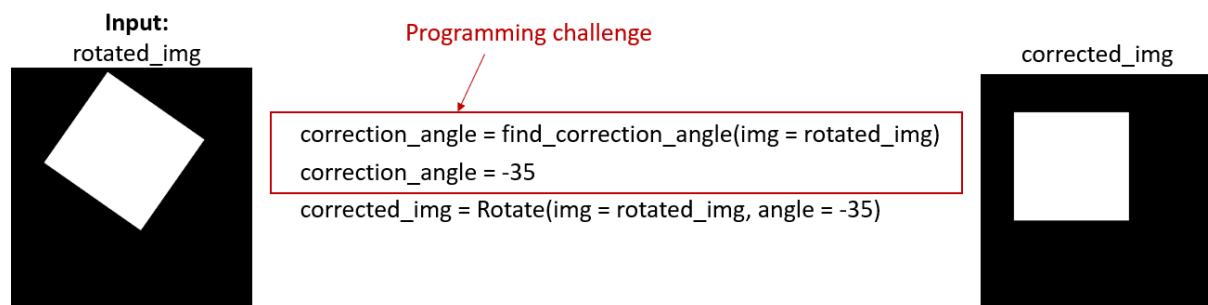 Input:
rotated_img
Programming challenge
correction_angle = find_correction_angle(img = rotated_img)
correction_angle = -35
corrected_img = Rotate(img = rotated_img, angle = -35)
corrected_img